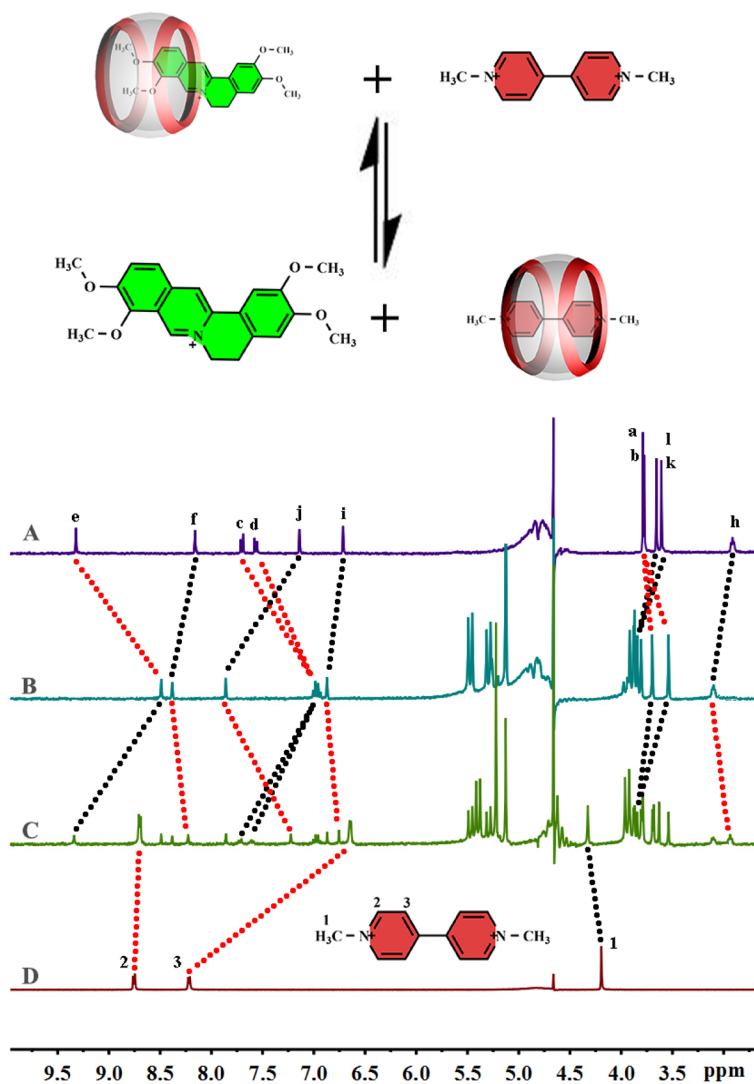 OCH₃
H₃C
O
OCH₃
O
N
+
O
CH₃
+
H₃C
N
+
N
+
CH₃
H₃C
O
O
CH₃
O
H₃C
O
N
+
O
CH₃
+
H₃C
N
+
N
+
CH₃
a
l
b
k
e
f
c
d
j
i
h
A
B
C
1
H₃C
2
3
N
+
N
+
CH₃
1
2
3
D
9.5
9.0
8.5
8.0
7.5
7.0
6.5
6.0
5.5
5.0
4.5
4.0
3.5
ppm